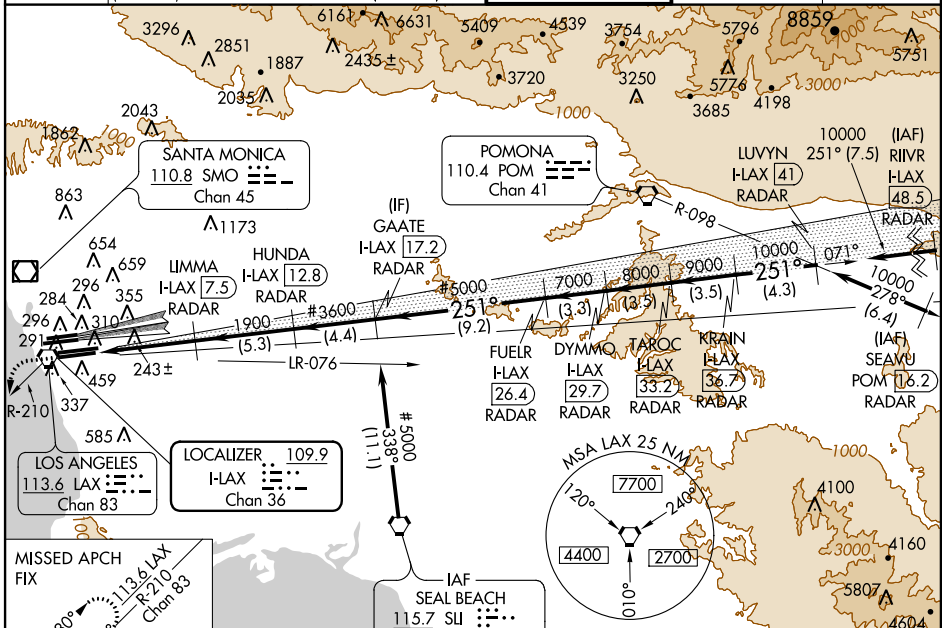 6161
6631
5409
4539
3754
5796
8859
000
5751
3296
2851
2435 ±
1887
3720
3250
5776
3000
2035
3685
4198
1000
2043
1862
1000
SANTA MONICA
110.8 SMO
Chan 45
POMONA
110.4 POM
Chan 41
LUVYN
I-LAX 41
RADAR
10000
251° (7.5)
(IAF)
RIIVR
I-LAX
48.5
RADAR
863
1173
R-098
(IF)
GAATE
I-LAX 17.2
RADAR
654
659
HUNDA
I-LAX 12.8
RADAR
LIMMA
I-LAX 7.5
RADAR
296
284
355
296
310
291
243 ±
459
337
R-210
585
1900
(5.3)
#3600
(4.4)
#5000
251°
(9.2)
7000
(3.3)
8000
(3.5)
9000
(3.5)
10000
251°
(4.3)
071°
10000
278°
(6.4)
LR-076
FUELR
I-LAX
26.4
RADAR
DYMMO
I-LAX
29.7
RADAR
TAROC
I-LAX
33.2
RADAR
KRAIN
I-LAX
36.7
RADAR
(IAF)
SEAVU
POM 16.2
RADAR
#5000
338°
(11.1)
LOS ANGELES
113.6 LAX
Chan 83
LOCALIZER 109.9
I-LAX
Chan 36
MSA LAX 25 NM
120°
7700
240°
4400
2700
010°
1000
4100
3000
4160
5807
4604
MISSED APCH
FIX
113.6 LAX
R-210
Chan 83
IAF
SEAL BEACH
115.7 SLI